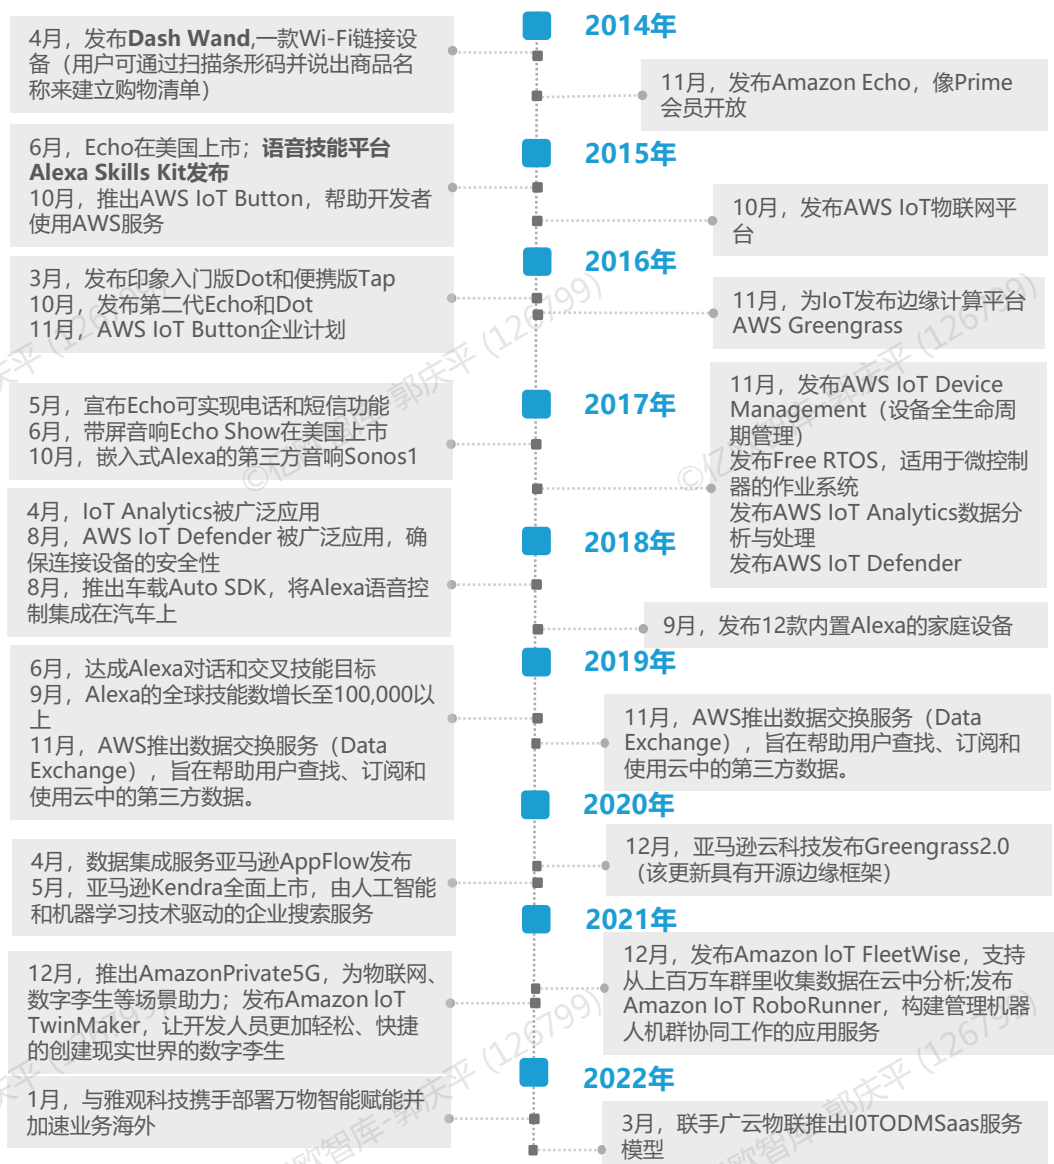 2014年
4月，发布Dash Wand,一款Wi-Fi链接设
备（用户可通过扫描条形码并说出商品名
称来建立购物清单）
11月，发布Amazon Echo，像Prime
会员开放
2015年
6月，Echo在美国上市；语音技能平台
Alexa Skills Kit发布
10月，推出AWS IoT Button，帮助开发者
使用AWS服务
10月，发布AWS IoT物联网平
台
2016年
3月，发布印象入门版Dot和便携版Tap
10月，发布第二代Echo和Dot
11月，AWS IoT Button企业计划
11月，为IoT发布边缘计算平台
AWS Greengrass
2017年
5月，宣布Echo可实现电话和短信功能
6月，带屏音响Echo Show在美国上市
10月，嵌入式Alexa的第三方音响Sonos1
11月，发布AWS IoT Device
Management（设备全生命周
期管理）
发布Free RTOS，适用于微控制
器的作业系统
发布AWS IoT Analytics数据分
析与处理
发布AWS IoT Defender
2018年
4月，IoT Analytics被广泛应用
8月，AWS IoT Defender 被广泛应用，确
保连接设备的安全性
8月，推出车载Auto SDK，将Alexa语音控
制集成在汽车上
9月，发布12款内置Alexa的家庭设备
2019年
6月，达成Alexa对话和交叉技能目标
9月，Alexa的全球技能数增长至100,000以
上
11月，AWS推出数据交换服务（Data
Exchange），旨在帮助用户查找、订阅和
使用云中的第三方数据。
11月，AWS推出数据交换服务（Data
Exchange），旨在帮助用户查找、订阅和
使用云中的第三方数据。
2020年
4月，数据集成服务亚马逊AppFlow发布
5月，亚马逊Kendra全面上市，由人工智能
和机器学习技术驱动的企业搜索服务
12月，亚马逊云科技发布Greengrass2.0
（该更新具有开源边缘框架）
2021年
12月，推出AmazonPrivate5G，为物联网、
数字李生等场景助力；发布Amazon loT
TwinMaker，让开发人员更加轻松、快捷
的创建现实世界的数字李生
12月，发布Amazon loT FleetWise，支持
从上百万车群里收集数据在云中分析;发布
Amazon IoT RoboRunner，构建管理机器
人机群协同工作的应用服务
2022年
1月，与雅观科技携手部署万物智能赋能并
加速业务海外
3月，联手广云物联推出I0TODMSaas服务
模型
©亿欧智库-郭庆平 (126799)
©亿欧智库-郭庆平 (126799)